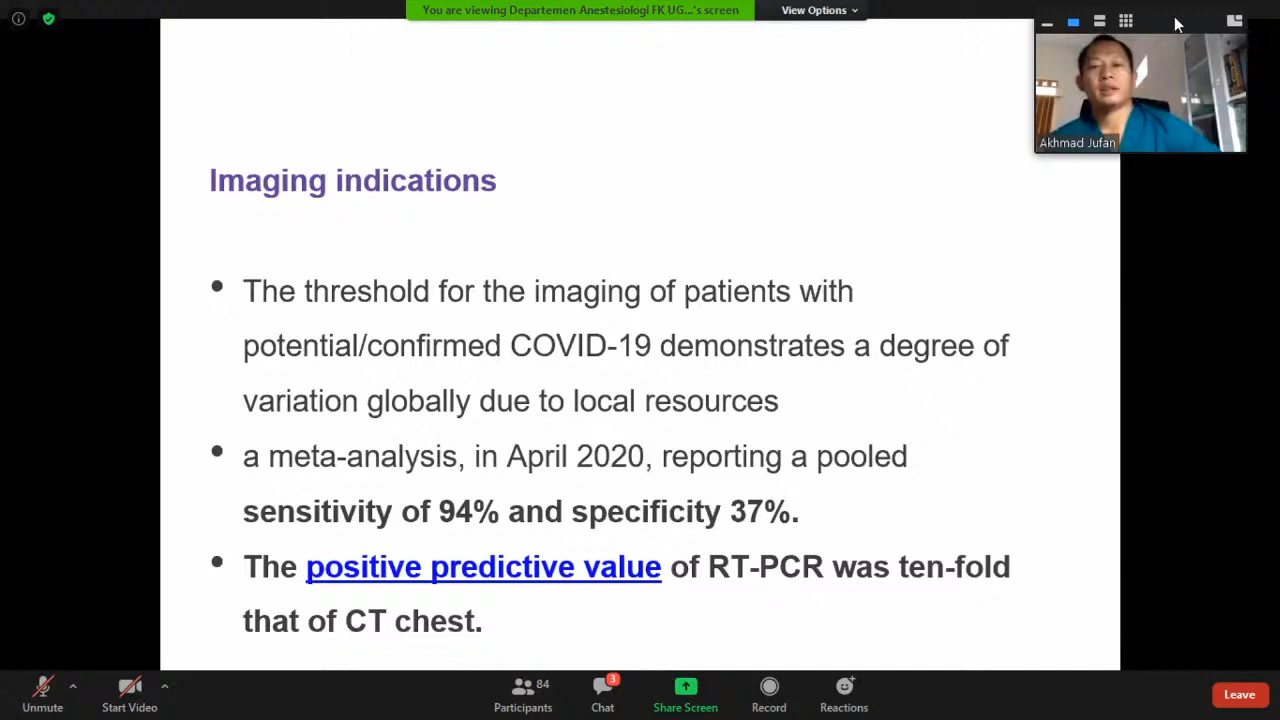 You are viewing Departemen Anestesiologi FK UG...'s screen
View Options
Akhmad Jufan
Imaging indications
• The threshold for the imaging of patients with
potential/confirmed COVID-19 demonstrates a degree of
variation globally due to local resources
• a meta-analysis, in April 2020, reporting a pooled
sensitivity of 94% and specificity 37%.
• The positive predictive value of RT-PCR was ten-fold
that of CT chest.
Unmute
Start Video
84
Participants
3
Chat
Share Screen
Record
Reactions
Leave